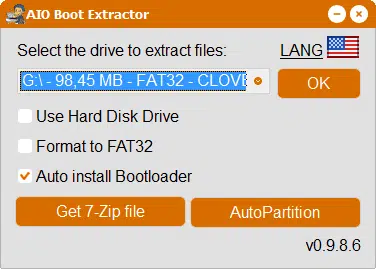 AIO Boot Extractor
Select the drive to extract files:
LANG
G:\ - 98,45 MB - FAT32 - CLOVE
OK
Use Hard Disk Drive
Format to FAT32
Auto install Bootloader
Get 7-Zip file
AutoPartition
v0.9.8.6